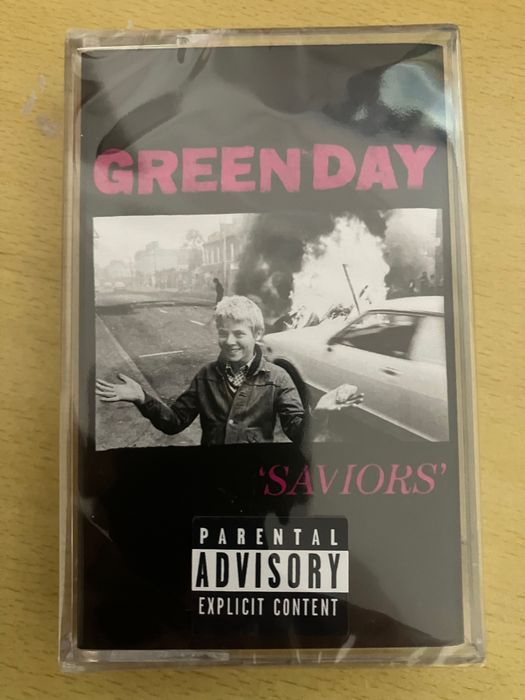 GREEN DAY
'SAVIORS'
PARENTAL
ADVISORY
EXPLICIT CONTENT